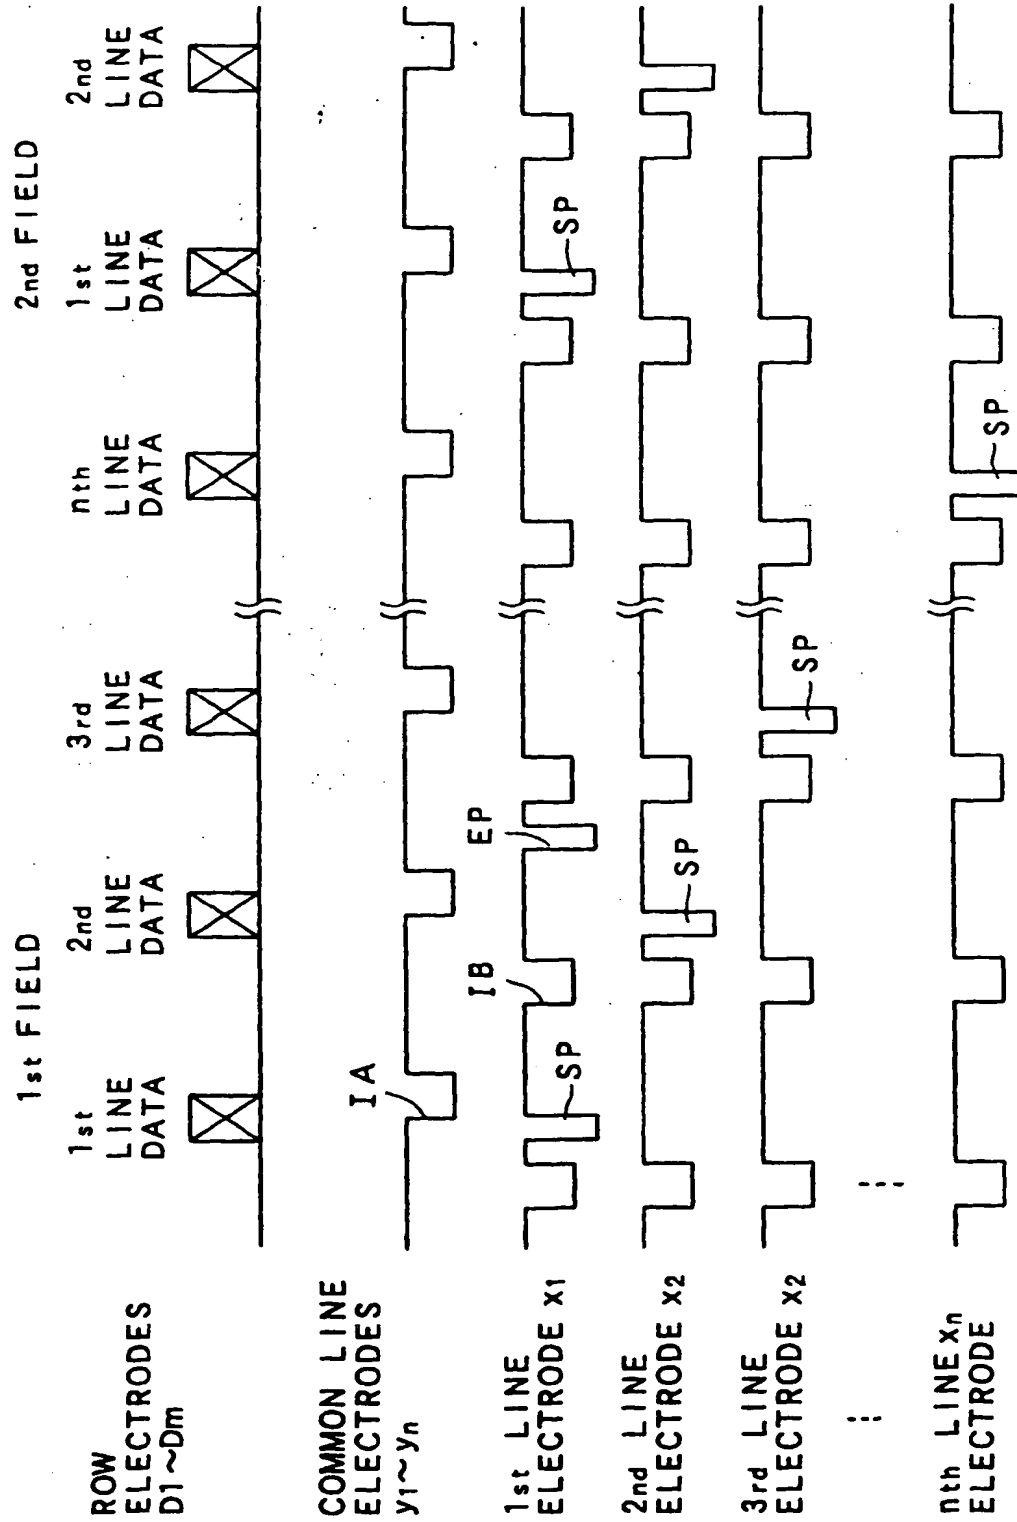 1st FIELD
2nd FIELD
1st
LINE
DATA
2nd
LINE
DATA
3rd
LINE
DATA
nth
LINE
DATA
1st
LINE
DATA
2nd
LINE
DATA
ROW
ELECTRODES
D1~Dm
COMMON LINE
ELECTRODES
y1~yn
IA
1st LINE
ELECTRODE x1
SP
IB
EP
SP
2nd LINE
ELECTRODE x2
SP
3rd LINE
ELECTRODE x2
SP
nth LINE xn
ELECTRODE
SP